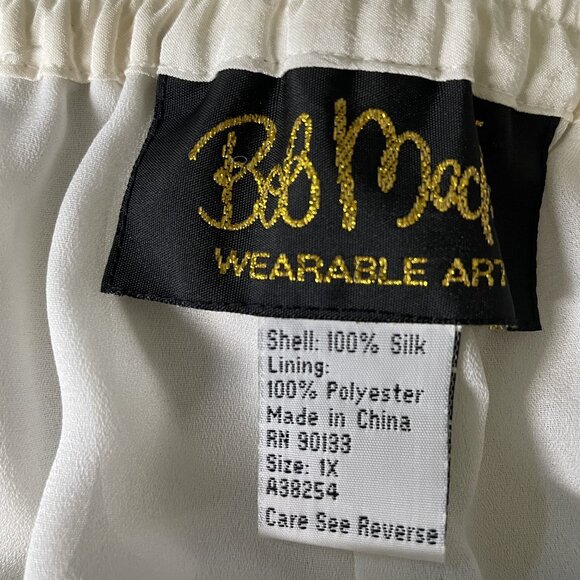 Bob Mac
WEARABLE ART
Shell: 100% Silk
Lining:
100% Polyester
Made in China
RN 90133
Size: 1X
A38254
Care See Reverse